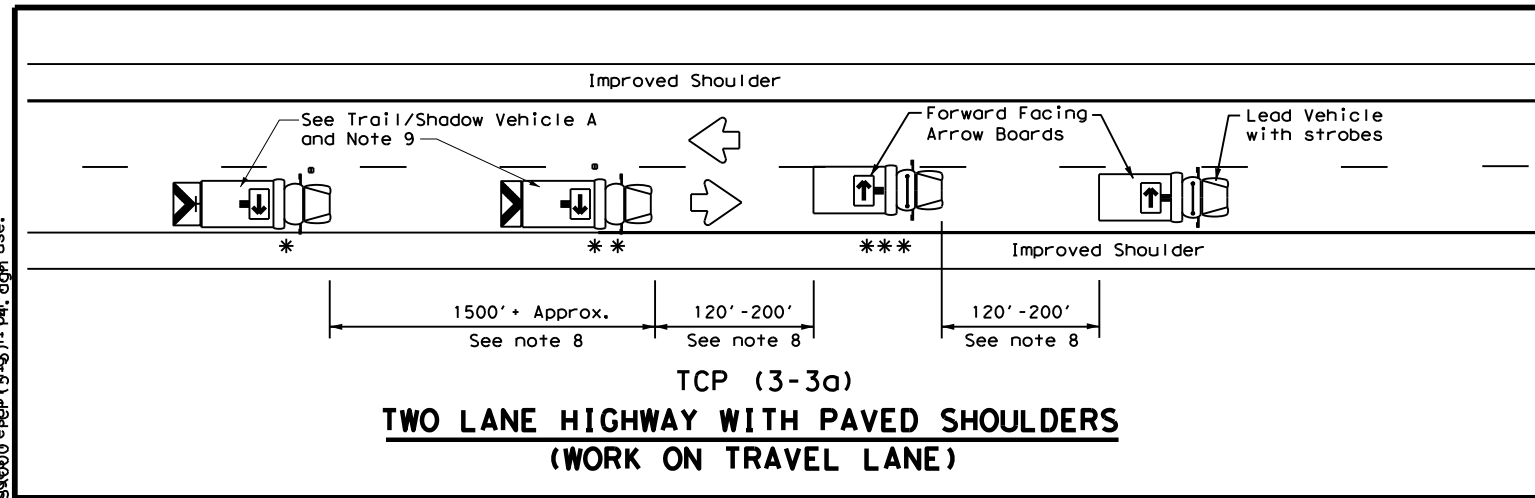 Improved Shoulder
See Trail/Shadow Vehicle A
and Note 9
Forward Facing
Arrow Boards
Lead Vehicle
with strobes
*
**
***
Improved Shoulder
1500'+ Approx.
See note 8
120'-200'
See note 8
120'-200'
See note 8
TCP (3-3a)
TWO LANE HIGHWAY WITH PAVED SHOULDERS
(WORK ON TRAVEL LANE)